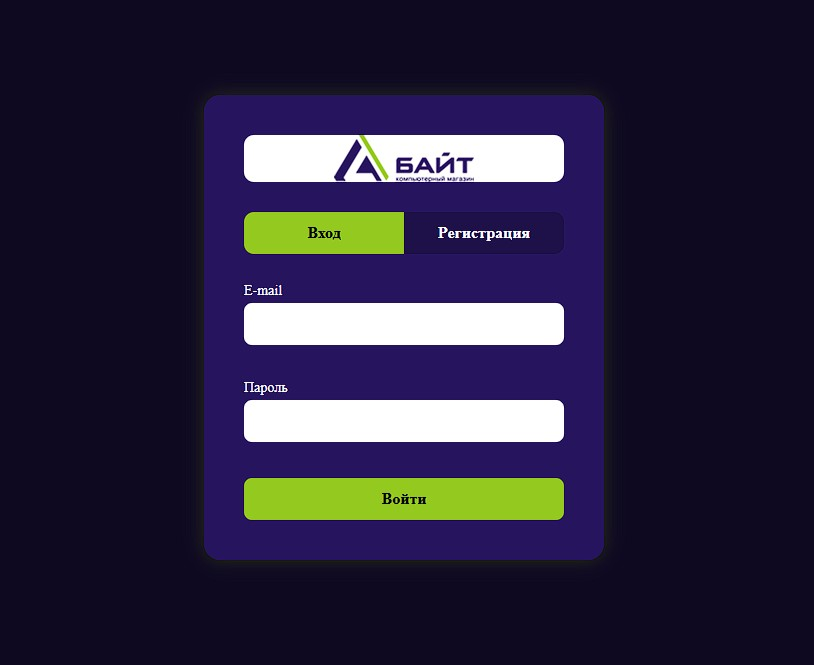 БАЙТ
компьютерный магазин
Вход Регистрация
E-mail
Пароль
Войти